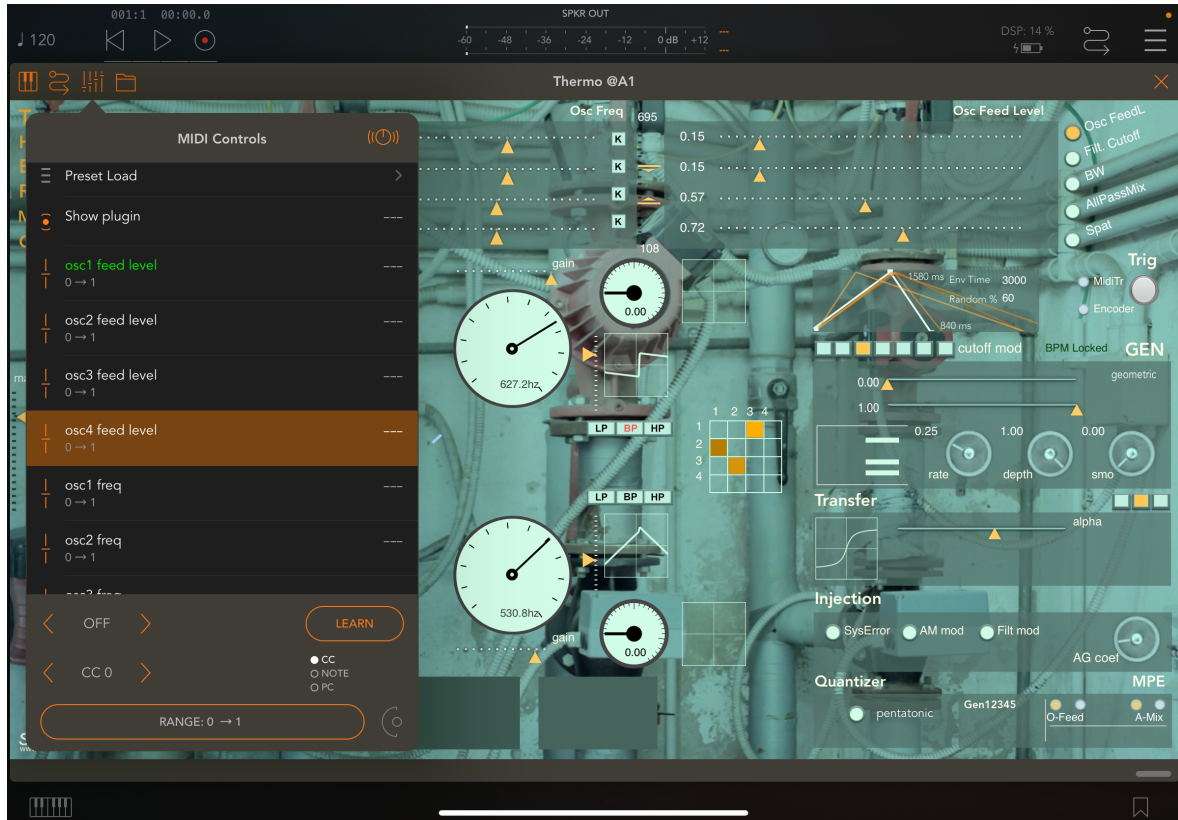 001:1 00:00.0
SPKR OUT
♩120
-60 -48 -36 -24 -12 0 dB +12
---
---
DSP: 14 %
Thermo @A1
MIDI Controls
Preset Load
Show plugin
---
osc1 feed level
---
0 → 1
osc2 feed level
---
0 → 1
osc3 feed level
---
0 → 1
osc4 feed level
---
0 → 1
osc1 freq
---
0 → 1
osc2 freq
---
0 → 1
OFF
LEARN
CC 0
CC
NOTE
PC
RANGE: 0 → 1
Osc Freq
695
Osc Feed Level
K 0.15
K 0.15
K 0.57
K 0.72
108
Osc FeedL
Filt. Cutoff
BW
AllPassMix
Spat
gain
0.00
627.2hz
LP BP HP
LP BP HP
530.8hz
gain
0.00
1 2 3 4
1
2
3
4
1580 ms
Env Time 3000
Random % 60
840 ms
Trig
MidiTr
Encoder
cutoff mod
BPM Locked
GEN
0.00
geometric
1.00
0.25 1.00 0.00
rate depth smo
Transfer
alpha
Injection
SysError AM mod Filt mod
AG coef
Quantizer
MPE
pentatonic
Gen12345
O-Feed A-Mix